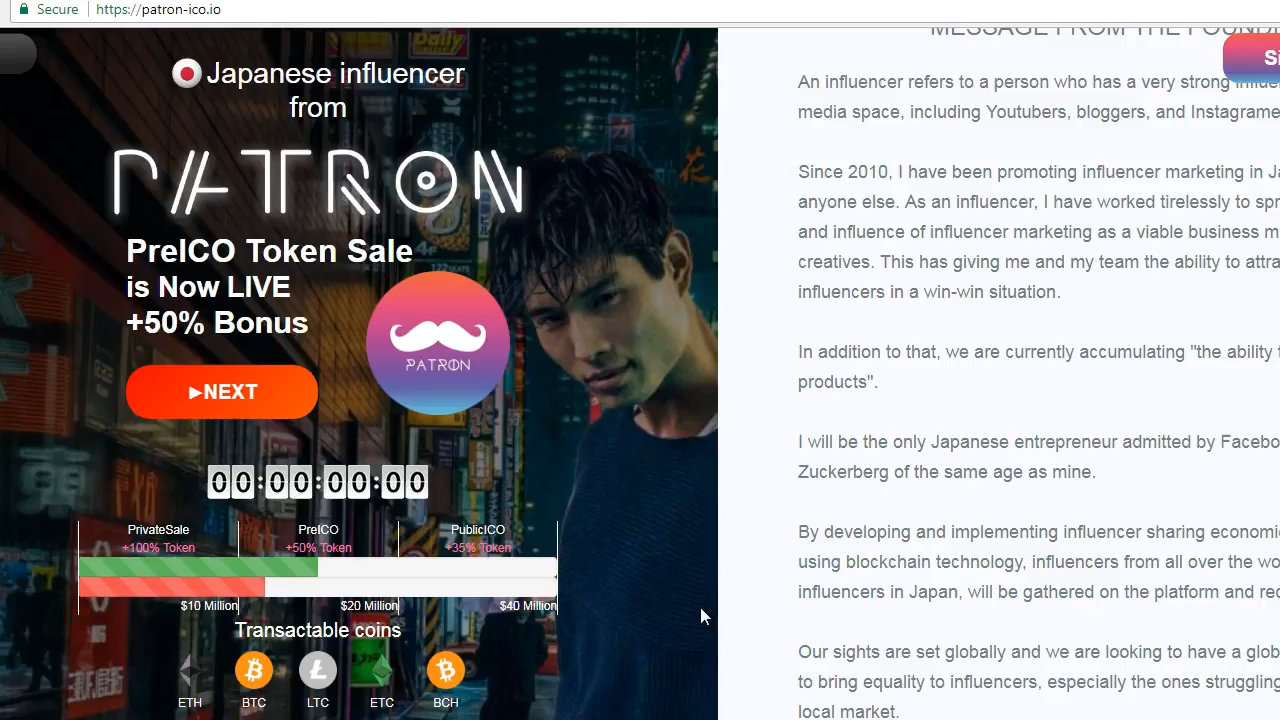 Secure
https://patron-ico.io
Japanese influencer
from
PATRON
PreICO Token Sale
is Now LIVE
+50% Bonus
PATRON
▶NEXT
00:00:00:00
PrivateSale PreICO PublicICO
+100% Token +50% Token +35% Token
$10 Million $20 Million $40 Million
Transactable coins
ETH BTC LTC ETC BCH
MESSAGE FROM THE
An influencer refers to a person who has a very strong
media space, including Youtubers, bloggers, and Instagrame
Since 2010, I have been promoting influencer marketing in Ja
anyone else. As an influencer, I have worked tirelessly to spr
and influence of influencer marketing as a viable business m
creatives. This has giving me and my team the ability to attra
influencers in a win-win situation.
In addition to that, we are currently accumulating "the ability t
products".
I will be the only Japanese entrepreneur admitted by Facebo
Zuckerberg of the same age as mine.
By developing and implementing influencer sharing economi
using blockchain technology, influencers from all over the wo
influencers in Japan, will be gathered on the platform and rec
Our sights are set globally and we are looking to have a glob
to bring equality to influencers, especially the ones struggling
local market.